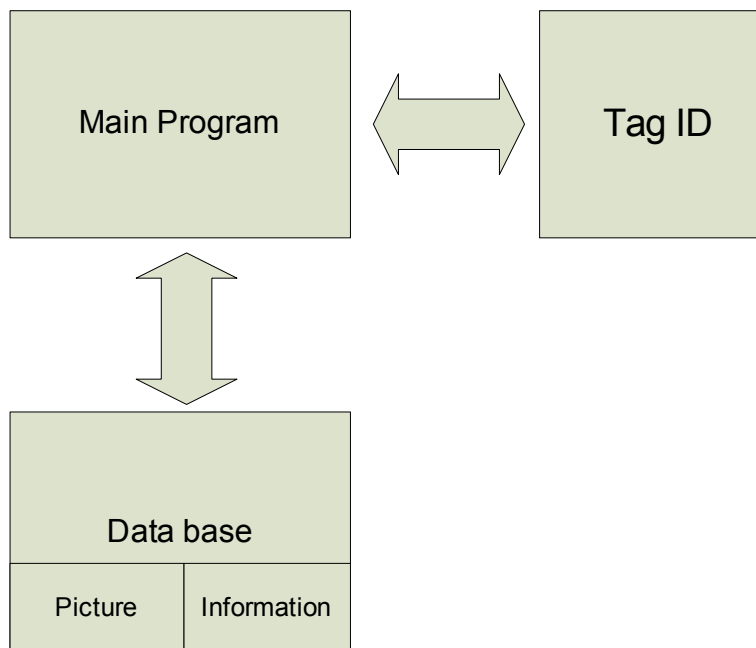 Main Program
Tag ID
Data base
Picture
Information